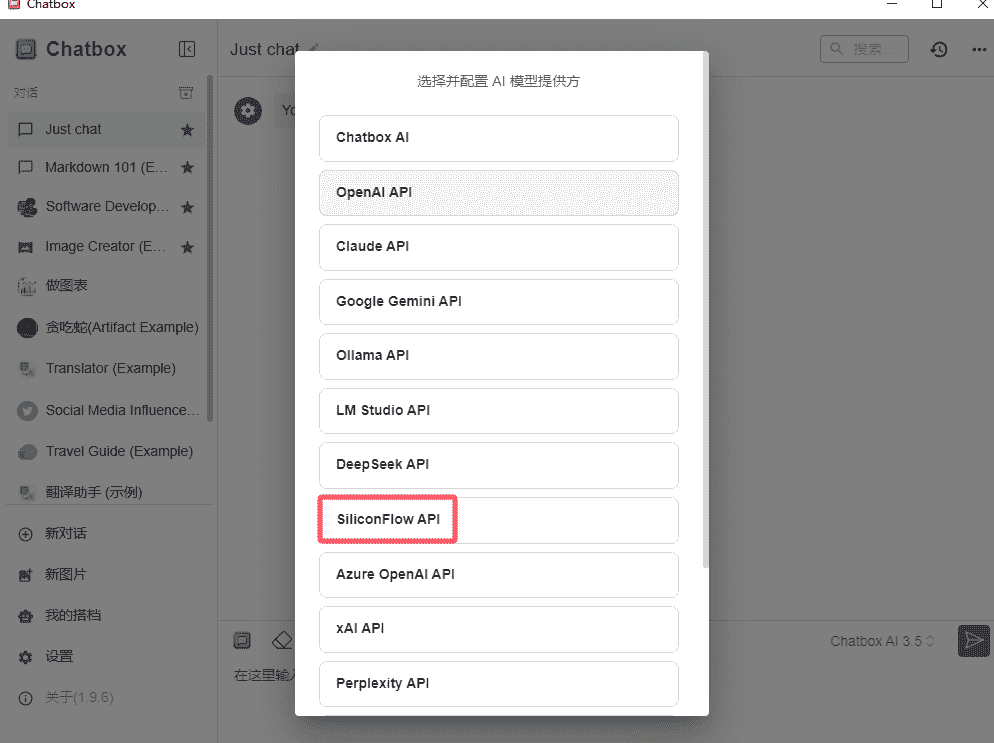 Chatbox
Chatbox
对话
Just chat
Markdown 101 (E...
Software Develop...
Image Creator (E...
做图表
贪吃蛇(Artifact Example)
Translator (Example)
Social Media Influence...
Travel Guide (Example)
翻译助手 (示例)
新对话
新图片
我的搭档
设置
关于(1.9.6)
Just chat
搜索...
Yo
选择并配置 AI 模型提供方
Chatbox AI
OpenAI API
Claude API
Google Gemini API
Ollama API
LM Studio API
DeepSeek API
SiliconFlow API
Azure OpenAI API
xAI API
Perplexity API
Chatbox AI 3.5
在这里输入